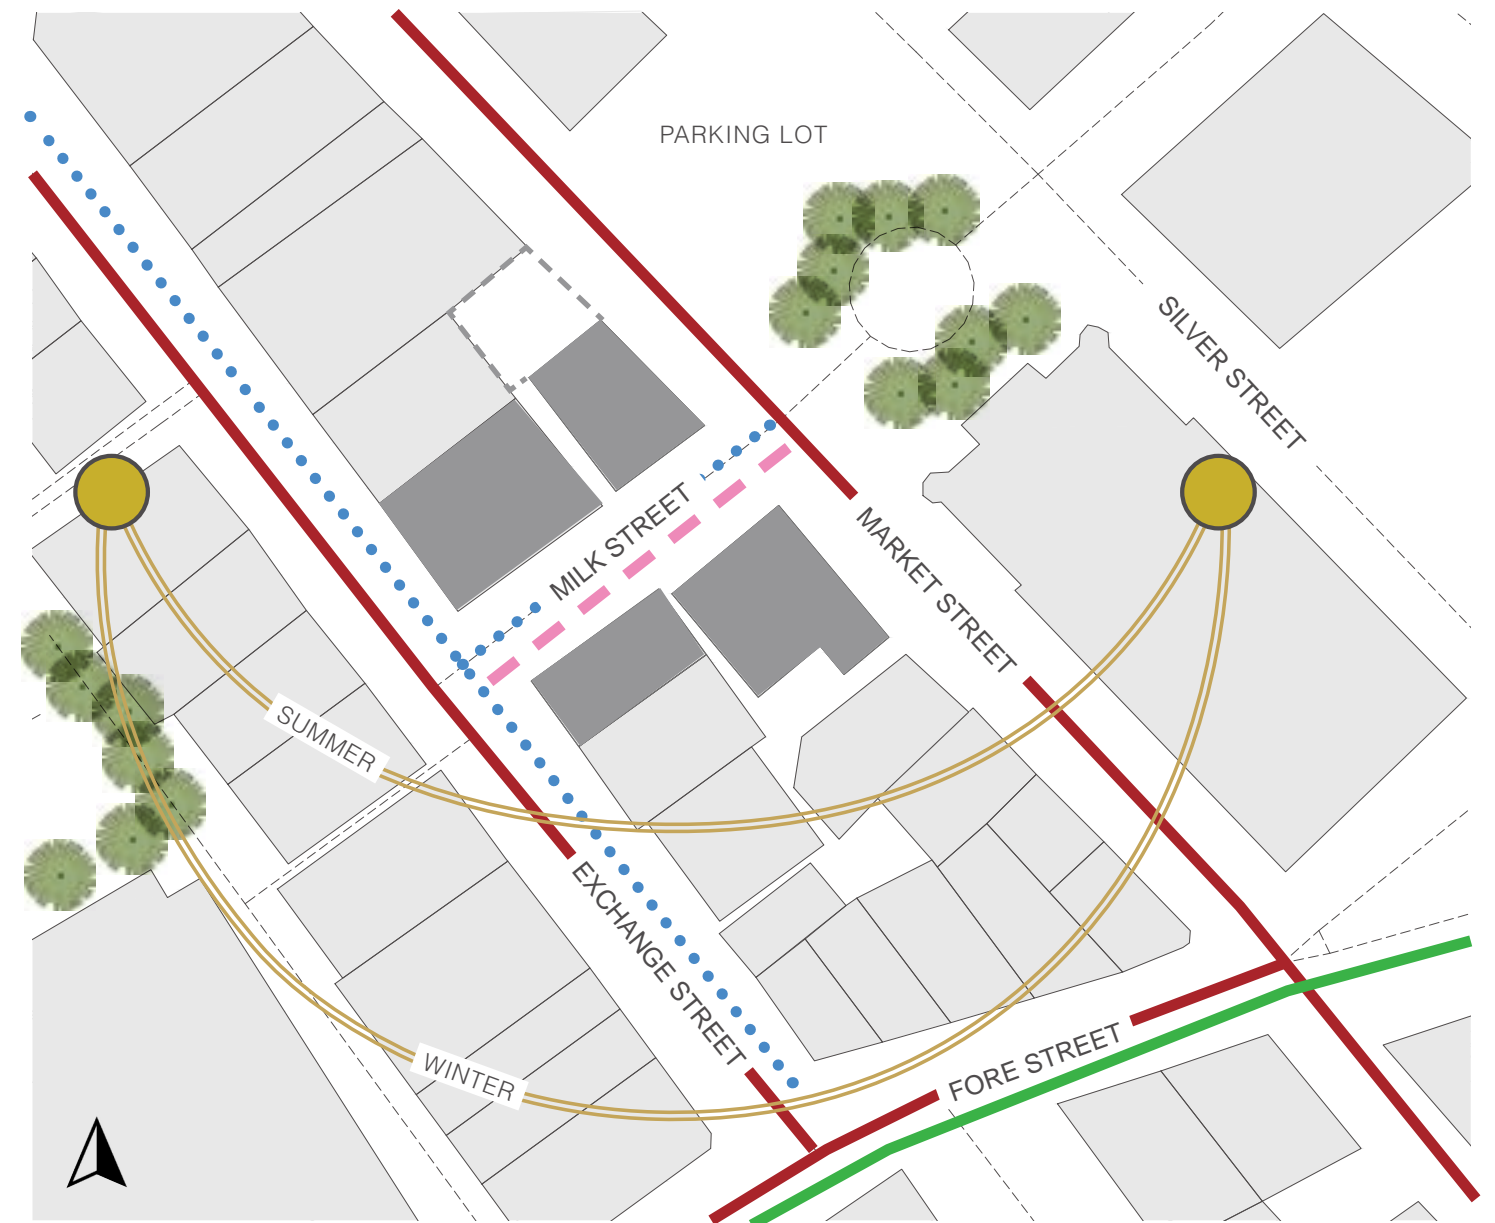 PARKING LOT
SILVER STREET
MILK STREET
MARKET STREET
SUMMER
EXCHANGE STREET
FORE STREET
WINTER